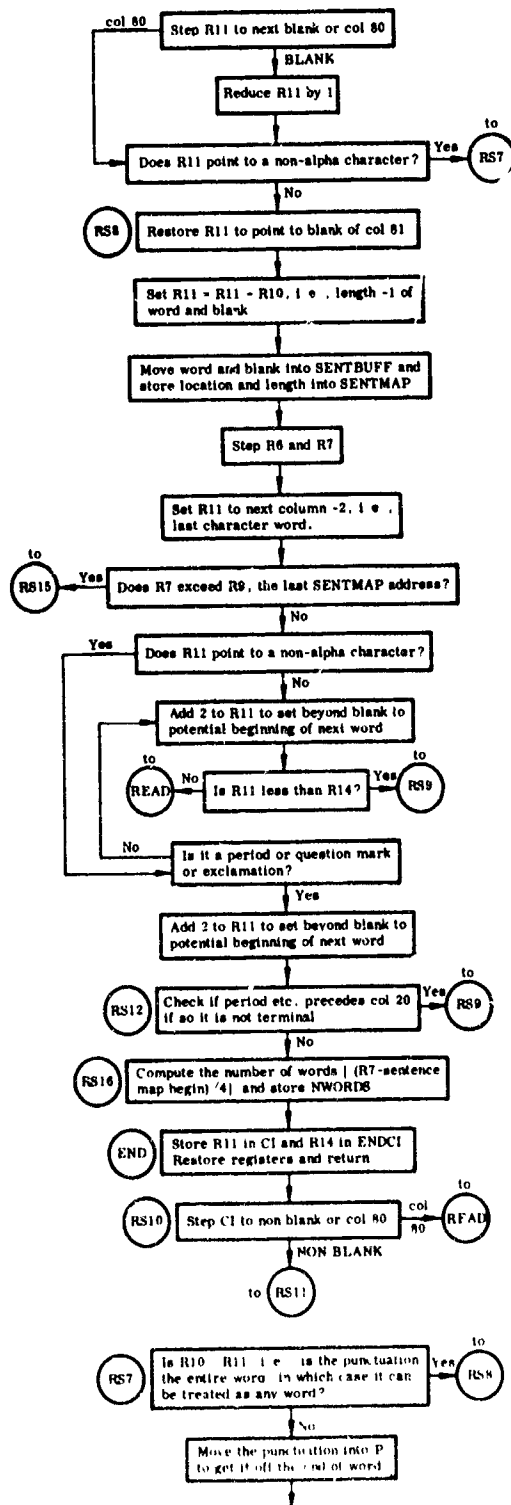 col 80
Step R11 to next blank or col 80
BLANK
Reduce R11 by 1
to
Does R11 point to a non-alpha character?
Yes
RS7
No
RS8
Restore R11 to point to blank of col 81
Set R11 = R11 - R10, i e , length -1 of
word and blank
Move word and blank into SENTBUFF and
store location and length into SENTMAP
Step R6 and R7
Set R11 to next column -2, i e ,
last character word.
to
RS15
Yes
Does R7 exceed R9, the last SENTMAP address?
No
Yes
Does R11 point to a non-alpha character?
No
Add 2 to R11 to set beyond blank to
potential beginning of next word
to
to
READ
No
Is R11 less than R14?
Yes
RS9
No
Is it a period or question mark
or exclamation?
Yes
Add 2 to R11 to set beyond blank to
potential beginning of next word
to
RS12
Check if period etc. precedes col 20
if so it is not terminal
Yes
RS9
No
RS16
Compute the number of words | (R7-sentence
map begin) /4| and store NWORDS
END
Store R11 in CI and R14 in ENDCI
Restore registers and return
to
RS10
Step CI to non blank or col 80
col
80
READ
NON BLANK
to
RS11
to
RS7
Is R10 R11 i e is the punctuation
the entire word in which case it can
be treated as any word?
Yes
RS8
No
Move the punctuation into P
to get it off the end of word